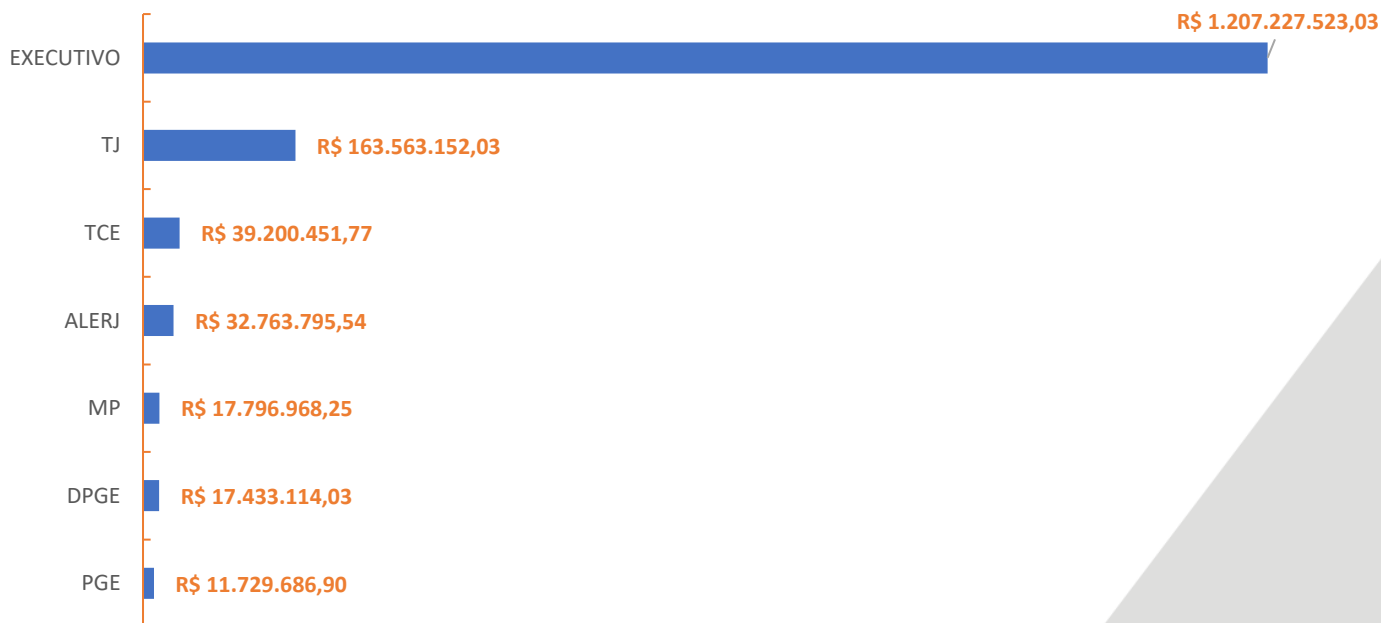 R$ 1.207.227.523,03
EXECUTIVO
TJ R$ 163.563.152,03
TCE R$ 39.200.451,77
ALERJ R$ 32.763.795,54
MP R$ 17.796.968,25
DPGE R$ 17.433.114,03
PGE R$ 11.729.686,90